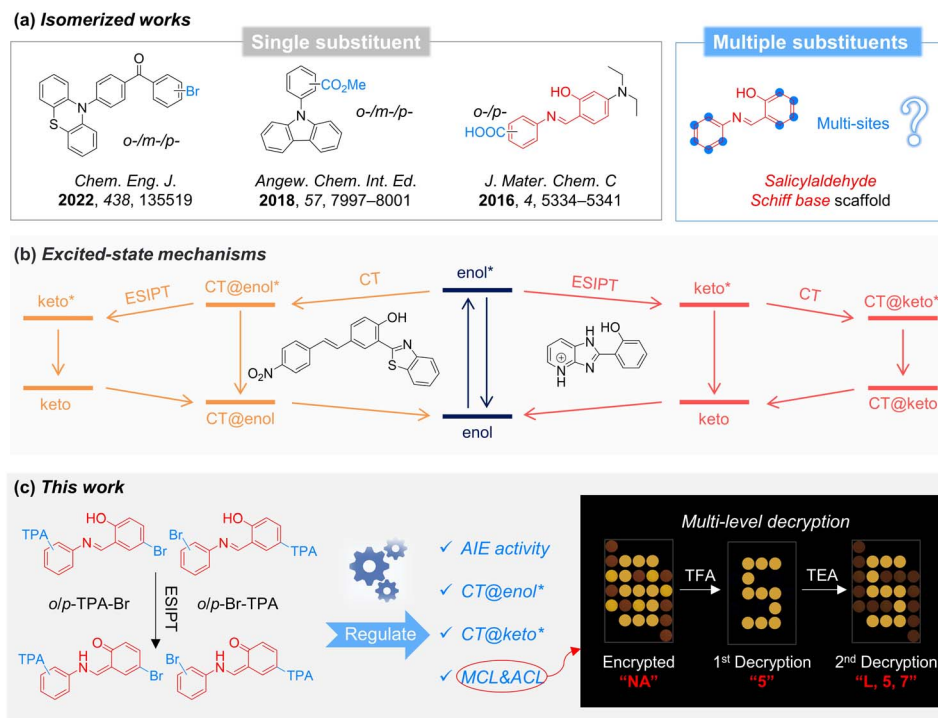 (a) Isomerized works
Single substituent
Multiple substituents
O
N
S
Br
o-/m-/p-
Chem. Eng. J.
2022, 438, 135519
CO₂Me
N
o-/m-/p-
Angew. Chem. Int. Ed.
2018, 57, 7997–8001
o-/p-
HOOC
HO
N
N
J. Mater. Chem. C
2016, 4, 5334–5341
HO
N
Multi-sites
?
Salicylaldehyde
Schiff base scaffold
(b) Excited-state mechanisms
keto*
ESIPT
CT@enol*
CT
enol*
ESIPT
keto*
CT
CT@keto*
O₂N
OH
N
S
H
N
HO
N
N
H
+
keto
CT@enol
enol
keto
CT@keto
(c) This work
TPA
HO
N
Br
Br
HO
N
TPA
o/p-TPA-Br
ESIPT
o/p-Br-TPA
TPA
H
N
O
Br
Br
H
N
O
TPA
Regulate
✓ AIE activity
✓ CT@enol*
✓ CT@keto*
✓ MCL&ACL
Multi-level decryption
TFA
TEA
Encrypted
"NA"
1st Decryption
"5"
2nd Decryption
"L, 5, 7"